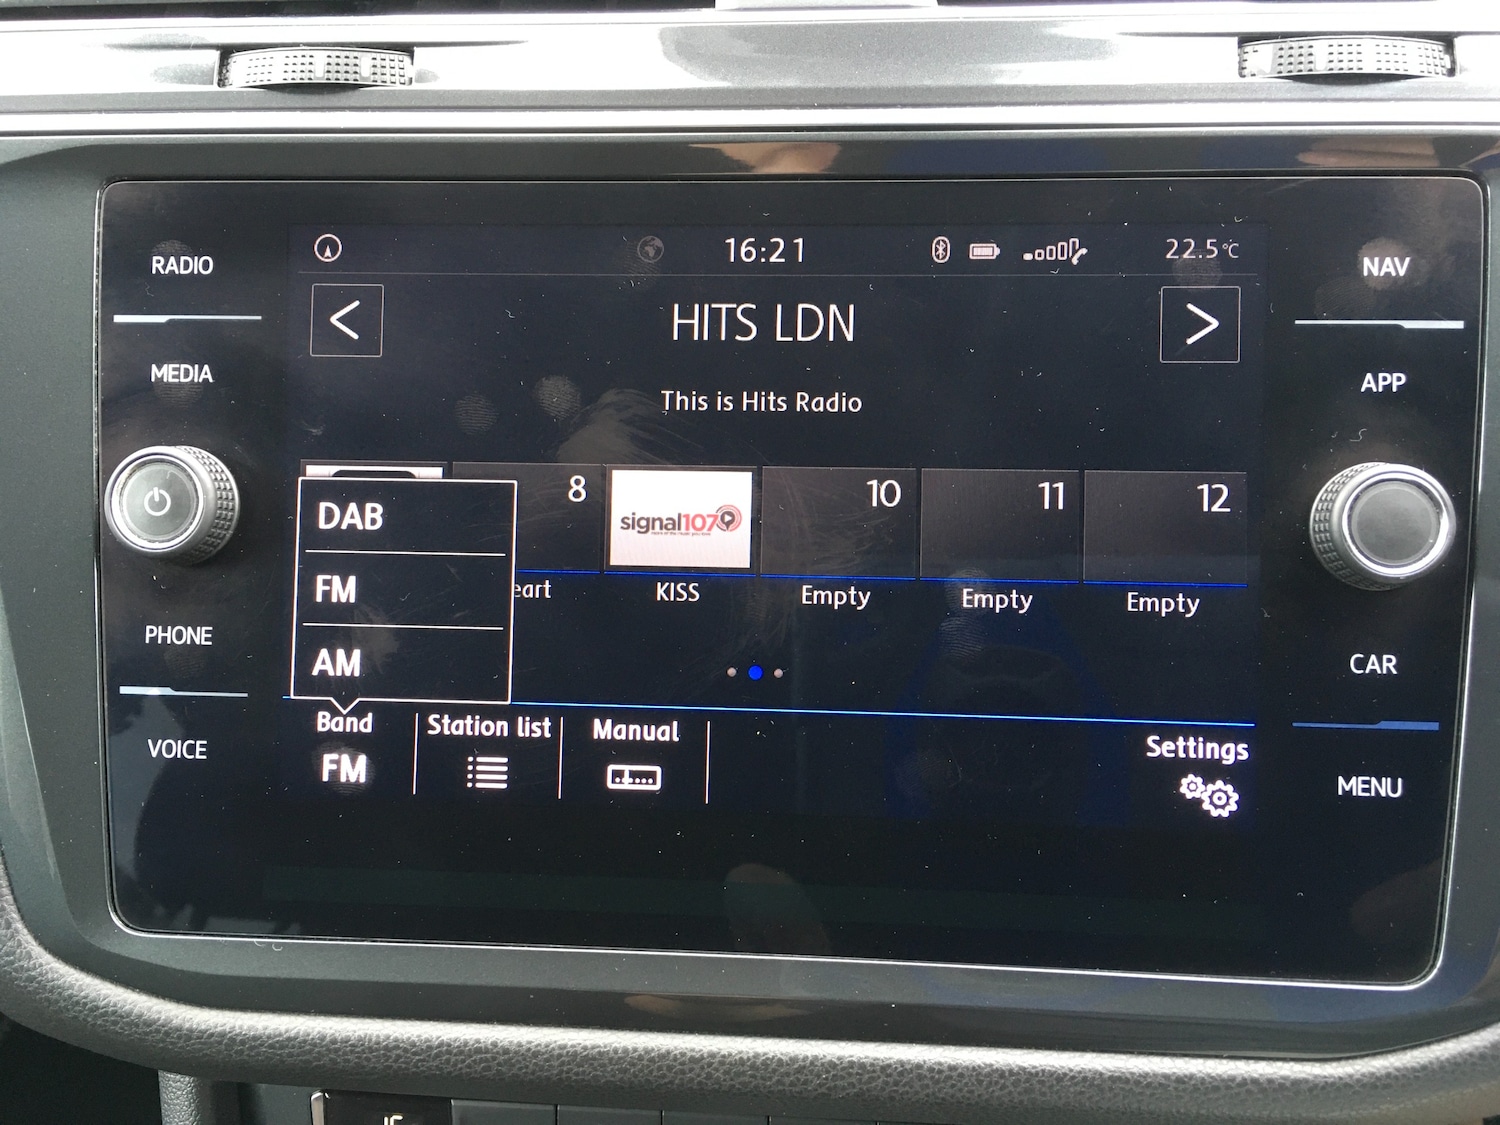 16:21
22.5°C
RADIO
MEDIA
PHONE
VOICE
HITS LDN
This is Hits Radio
8
10
11
12
signal107
KISS
Empty
Empty
Empty
DAB
FM
AM
Band
FM
Station list
Manual
Settings
NAV
APP
CAR
MENU